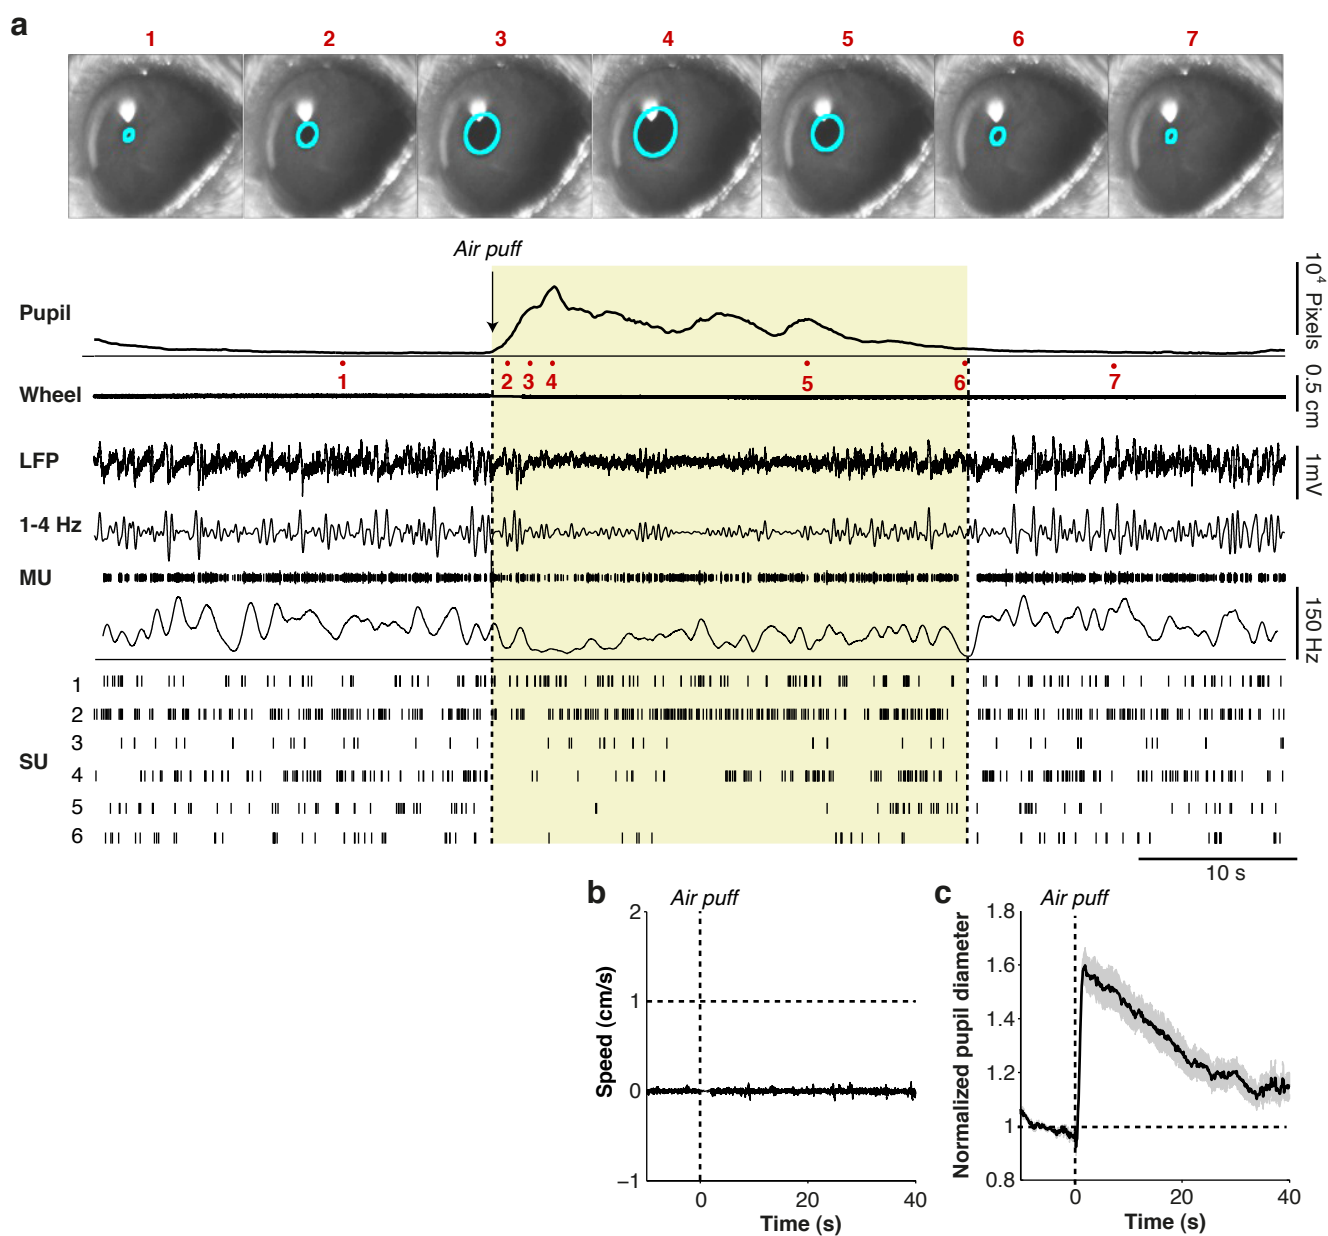 a
1 2 3 4 5 6 7
Air puff
Pupil
10⁴ Pixels
1 2 3 4 5 6 7
Wheel
0.5 cm
LFP
1mV
1-4 Hz
MU
150 Hz
SU
1
2
3
4
5
6
10 s
b
Air puff
Speed (cm/s)
2
1
0
−1
0 20 40
Time (s)
c
Air puff
Normalized pupil diameter
1.8
1.6
1.4
1.2
1
0.8
0 20 40
Time (s)